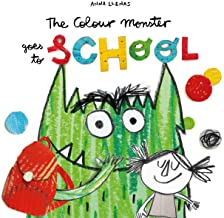 ANNA LLENAS
The Colour Monster
goes to SCHOOL